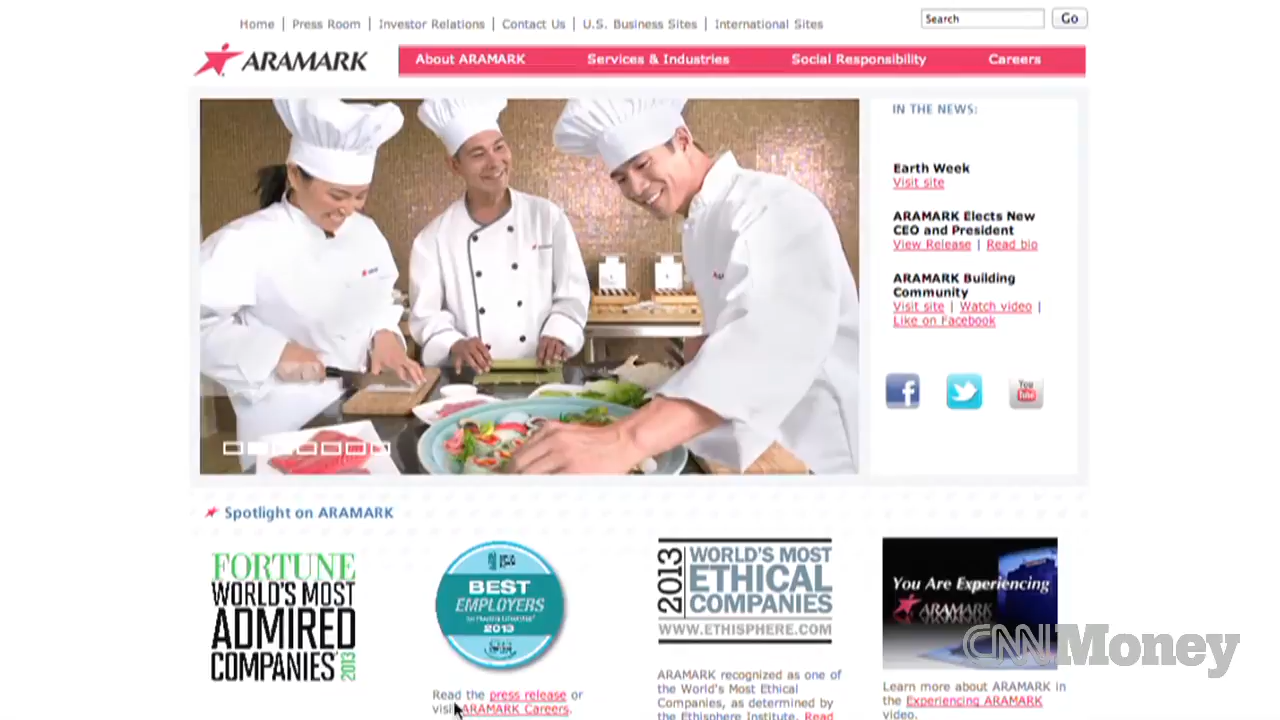 Home | Press Room | Investor Relations | Contact Us | U.S. Business Sites | International Sites
Search
Go
ARAMARK
About ARAMARK
Services & Industries
Social Responsibility
Careers
IN THE NEWS:
Earth Week
Visit site
ARAMARK Elects New
CEO and President
View Release | Read bio
ARAMARK Building
Community
Visit site | Watch video |
Like on Facebook
You
Tube
Spotlight on ARAMARK
FORTUNE
WORLD'S MOST
ADMIRED
COMPANIES
2013
BEST
EMPLOYERS
2013
Read the press release or
visit ARAMARK Careers.
2013
WORLD'S MOST
ETHICAL
COMPANIES
WWW.ETHISPHERE.COM
ARAMARK recognized as one of
the World's Most Ethical
Companies, as determined by
the Ethisphere Institute. Read
You Are Experiencing
ARAMARK
Learn more about ARAMARK in
the Experiencing ARAMARK
video.
CNNMoney